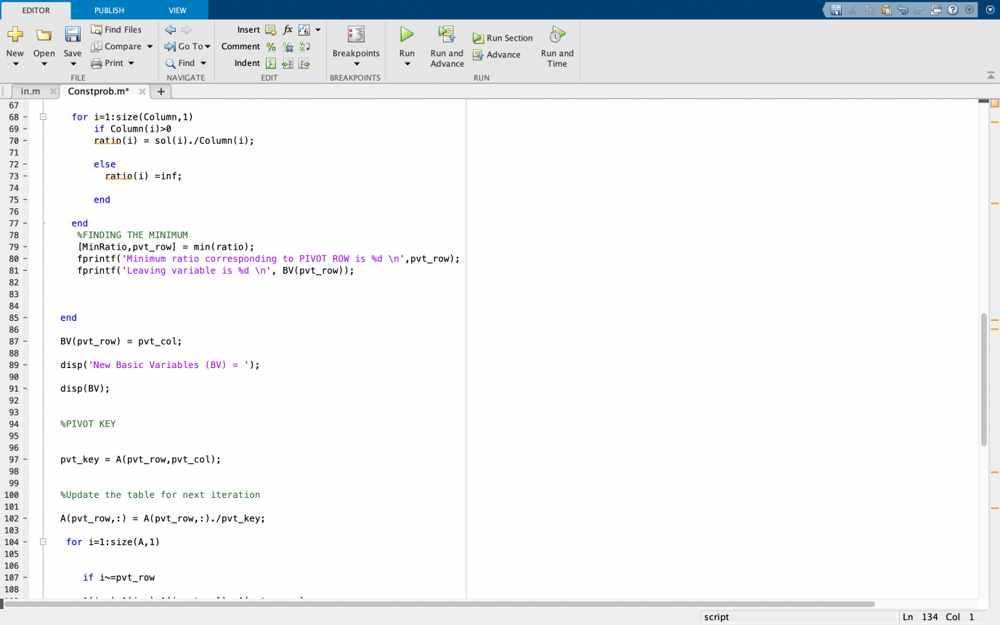 EDITOR PUBLISH VIEW
New Open Save
Find Files
Compare
Print
FILE
Go To
Find
NAVIGATE
Insert fx
Comment
Indent
EDIT
Breakpoints
BREAKPOINTS
Run
Run and Advance
Run Section
Advance
Run and Time
RUN
in.m Constprob.m* +
67
68 - for i=1:size(Column,1)
69 - if Column(i)>0
70 - ratio(i) = sol(i)./Column(i);
71
72 - else
73 - ratio(i) =inf;
74
75 - end
76
77 - end
78 %FINDING THE MINIMUM
79 - [MinRatio,pvt_row] = min(ratio);
80 - fprintf('Minimum ratio corresponding to PIVOT ROW is %d \n',pvt_row);
81 - fprintf('Leaving variable is %d \n', BV(pvt_row));
82
83
84
85 - end
86
87 - BV(pvt_row) = pvt_col;
88
89 - disp('New Basic Variables (BV) = ');
90
91 - disp(BV);
92
93
94 %PIVOT KEY
95
96
97 - pvt_key = A(pvt_row,pvt_col);
98
99
100 %Update the table for next iteration
101
102 - A(pvt_row,:) = A(pvt_row,:)./pvt_key;
103
104 - for i=1:size(A,1)
105
106
107 - if i~=pvt_row
108
script
Ln 134 Col 1